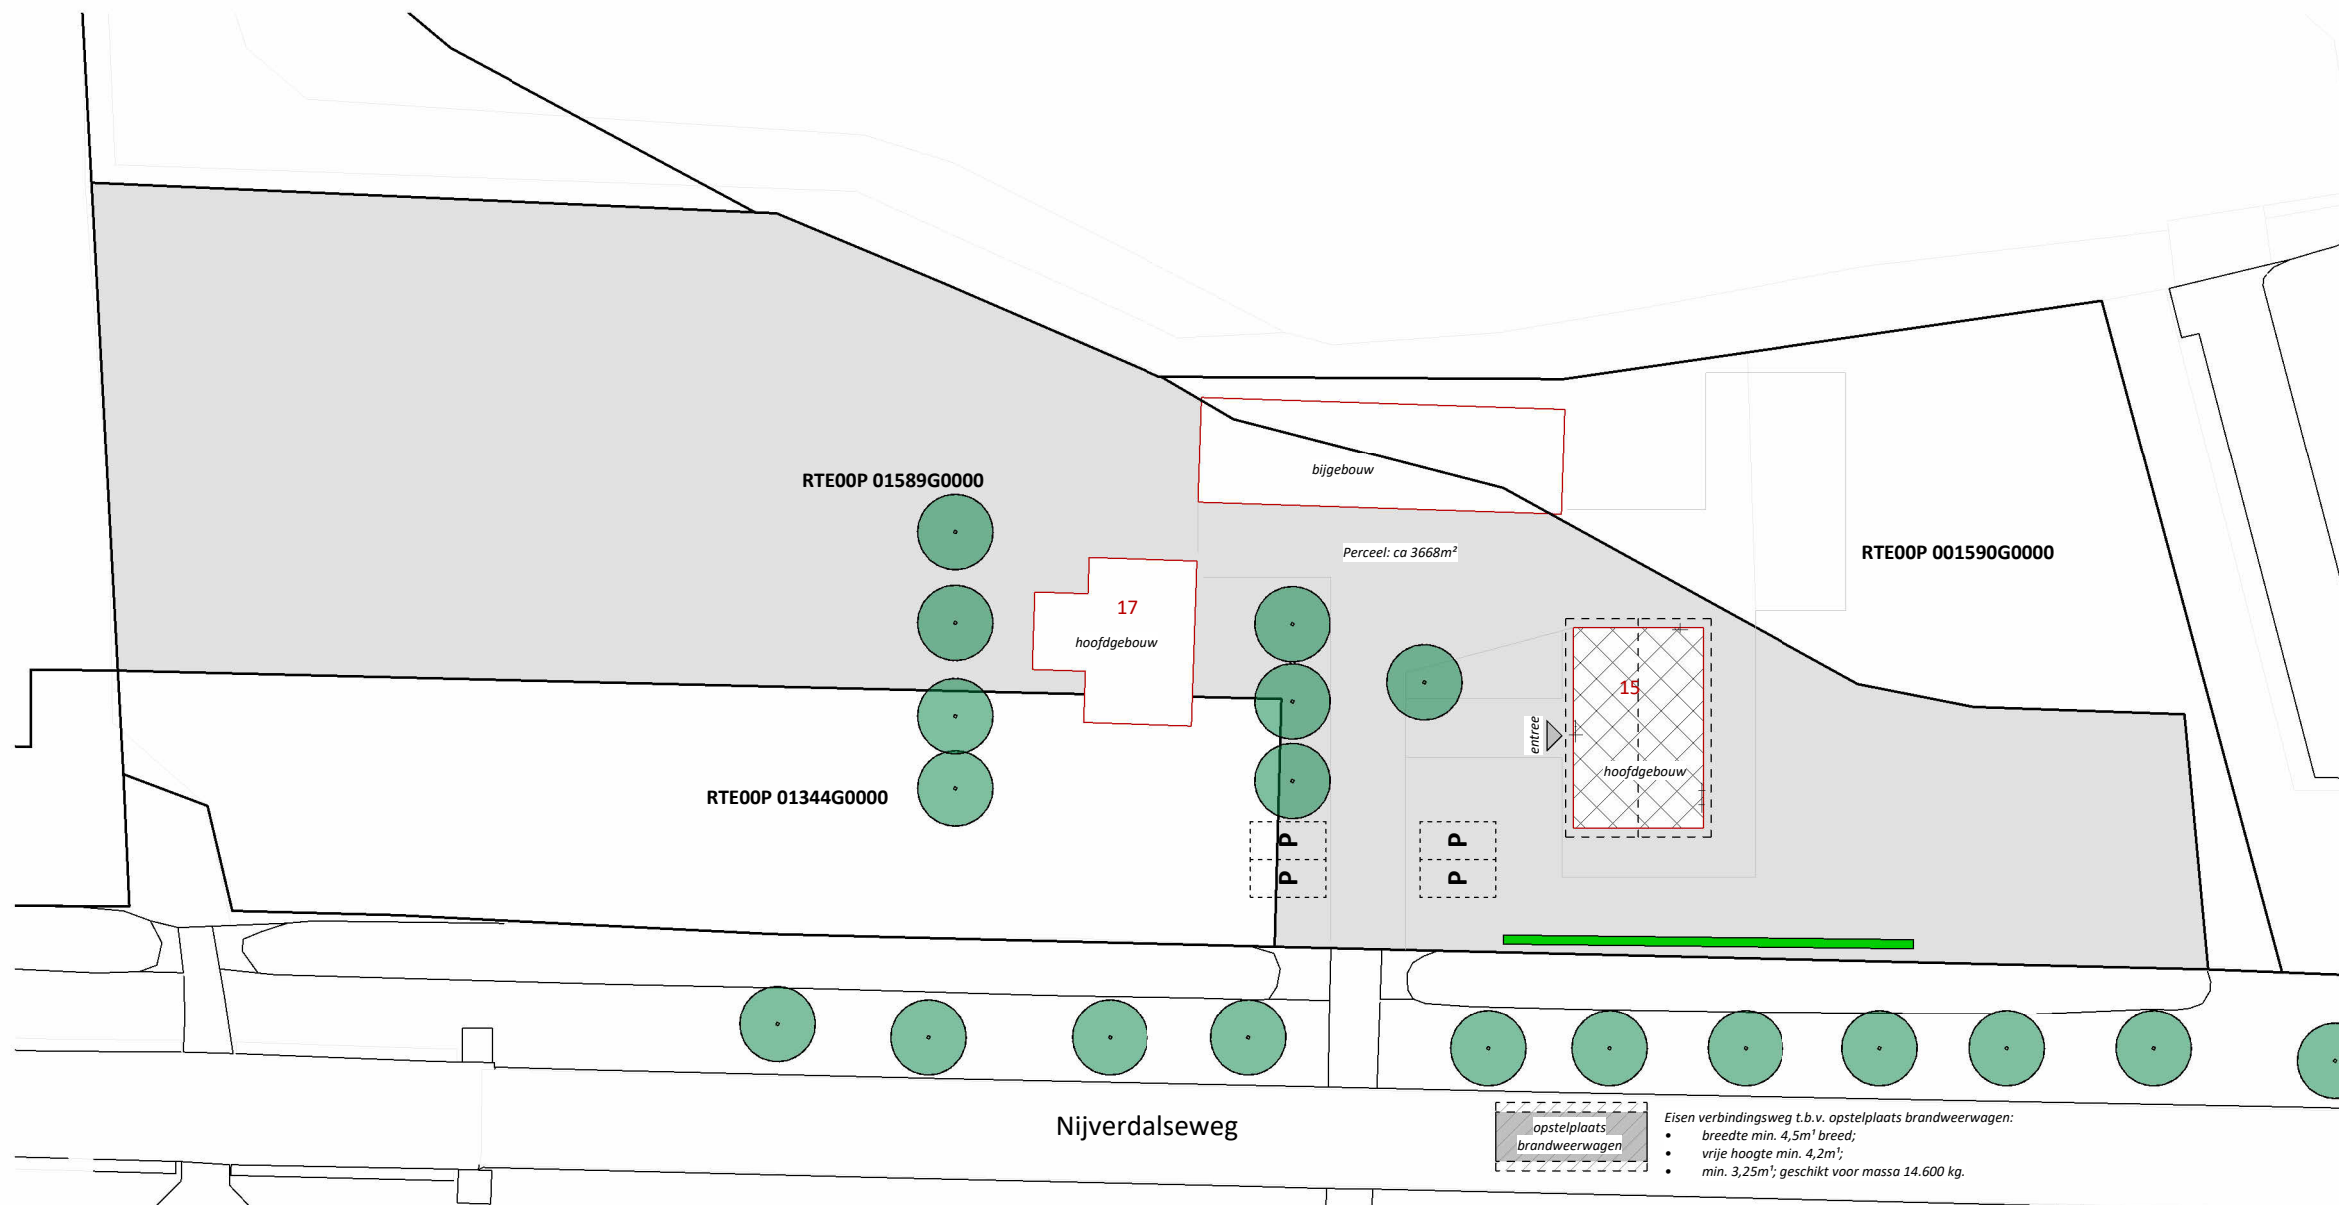 RTE00P 01589G0000
bijgebouw
Perceel: ca 3668m²
RTE00P 001590G0000
17
hoofdgebouw
15
entree
hoofdgebouw
RTE00P 01344G0000
P
P
P
P
Nijverdalseweg
opstelplaats
brandweerwagen
Eisen verbindingsweg t.b.v. opstelplaats brandweerwagen:
• breedte min. 4,5m¹ breed;
• vrije hoogte min. 4,2m¹;
• min. 3,25m¹; geschikt voor massa 14.600 kg.